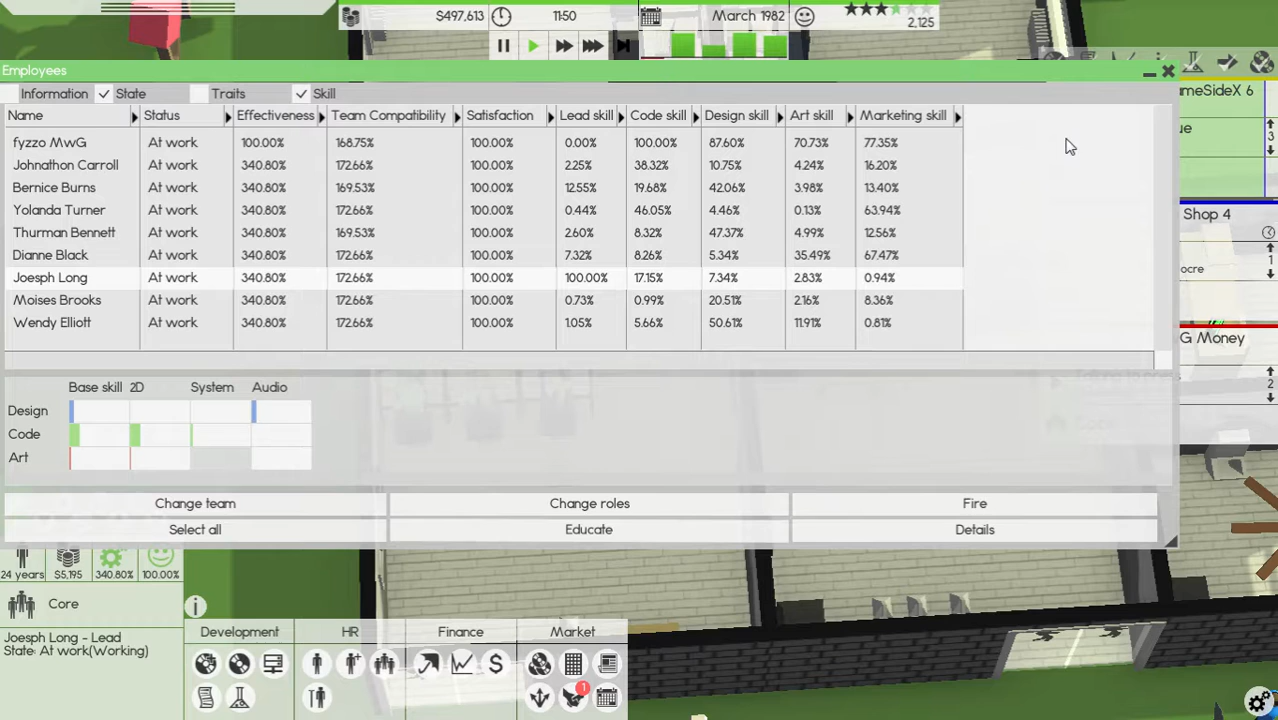 $497,613 1150 March 1982 2,125
Employees
Information State Traits Skill
Name Status Effectiveness Team Compatibility Satisfaction Lead skill Code skill Design skill Art skill Marketing skill
fyzzo MwG At work 100.00% 168.75% 100.00% 0.00% 100.00% 87.60% 70.73% 77.35%
Johnathon Carroll At work 340.80% 172.66% 100.00% 2.25% 38.32% 10.75% 4.24% 16.20%
Bernice Burns At work 340.80% 169.53% 100.00% 12.55% 19.68% 42.06% 3.98% 13.40%
Yolanda Turner At work 340.80% 172.66% 100.00% 0.44% 46.05% 4.46% 0.13% 63.94%
Thurman Bennett At work 340.80% 169.53% 100.00% 2.60% 8.32% 47.37% 4.99% 12.56%
Dianne Black At work 340.80% 172.66% 100.00% 7.32% 8.26% 5.34% 35.49% 67.47%
Joesph Long At work 340.80% 172.66% 100.00% 100.00% 17.15% 7.34% 2.83% 0.94%
Moises Brooks At work 340.80% 172.66% 100.00% 0.73% 0.99% 20.51% 2.16% 8.36%
Wendy Elliott At work 340.80% 172.66% 100.00% 1.05% 5.66% 50.61% 11.91% 0.81%
ameSideX 6
ue
3
Shop 4
1
ocre
G Money
2
Base skill 2D System Audio
Design
Code
Art
Change team Change roles Fire
Select all Educate Details
24 years $5,195 340.80% 100.00%
Core
Joesph Long - Lead
State: At work(Working)
Development HR Finance Market
1